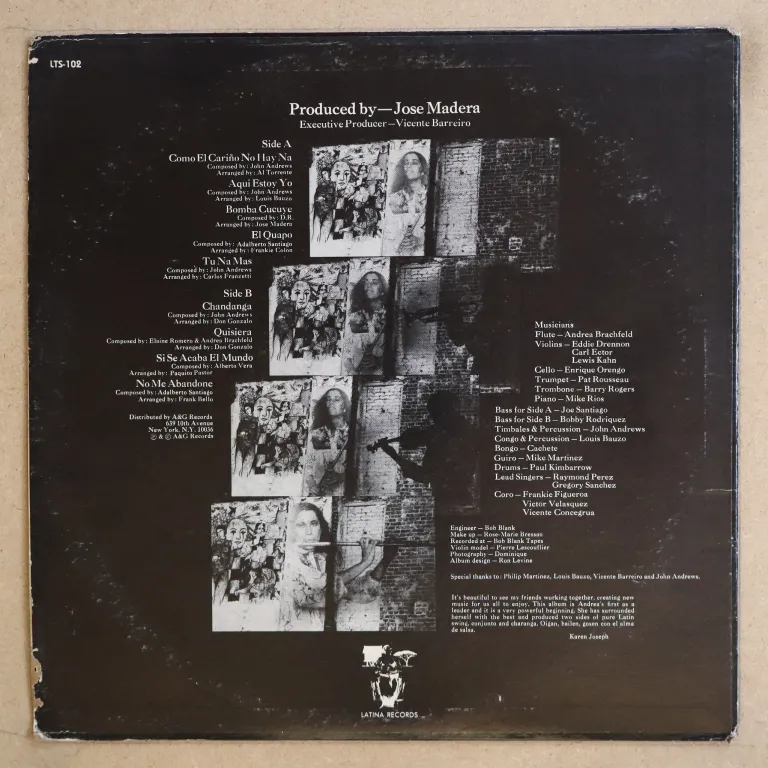 LTS-102
Produced by—Jose Madera
Executive Producer—Vicente Barreiro
Side A
Como El Cariño No Hay Na
Composed by: John Andrews
Arranged by: Al Torrente
Aqui Estoy Yo
Composed by: John Andrews
Arranged by: Louis Bauzo
Bomba Cucuye
Composed by: D.R.
Arranged by: Jose Madera
El Quapo
Composed by: Adalberto Santiago
Arranged by: Frankie Colon
Tu Na Mas
Composed by: John Andrews
Arranged by: Carlos Franzetti
Side B
Chandanga
Composed by: John Andrews
Arranged by: Don Gonzalo
Quisiera
Composed by: Elaine Romero & Andrea Brachfeld
Arranged by: Don Gonzalo
Si Se Acaba El Mundo
Composed by: Alberto Vera
Arranged by: Paquito Pastor
No Me Abandone
Composed by: Adalberto Santiago
Arranged by: Frank Bello
Distributed by A&G Records
639 10th Avenue
New York, N.Y. 10036
℗ & © A&G Records
Musicians
Flute — Andrea Brachfeld
Violins — Eddie Drennon
Carl Ector
Lewis Kahn
Cello — Enrique Orengo
Trumpet — Pat Rousseau
Trombone — Barry Rogers
Piano — Mike Rios
Bass for Side A — Joe Santiago
Bass for Side B — Bobby Rodriquez
Timbales & Percussion — John Andrews
Congo & Percussion — Louis Bauzo
Bongo — Cachete
Guiro — Mike Martinez
Drums — Paul Kimbarrow
Lead Singers — Raymond Perez
Gregory Sanchez
Coro — Frankie Figueroa
Victor Velasquez
Vicente Concegrua
Engineer — Bob Blank
Make up — Rose-Marie Bressan
Recorded at — Bob Blank Tapes
Violin model — Pierre Lescoutlier
Photography — Dominique
Album design — Ron Levine
Special thanks to: Philip Martinez, Louis Bauzo, Vicente Barreiro and John Andrews.
It's beautiful to see my friends working together, creating new
music for us all to enjoy. This album is Andrea's first as a
leader and it is a very powerful beginning. She has surrounded
herself with the best and produced two sides of pure Latin
swing, conjunto and charanga. Oigan, bailen, gosen con el alma
de salsa.
Karen Joseph
LATINA RECORDS